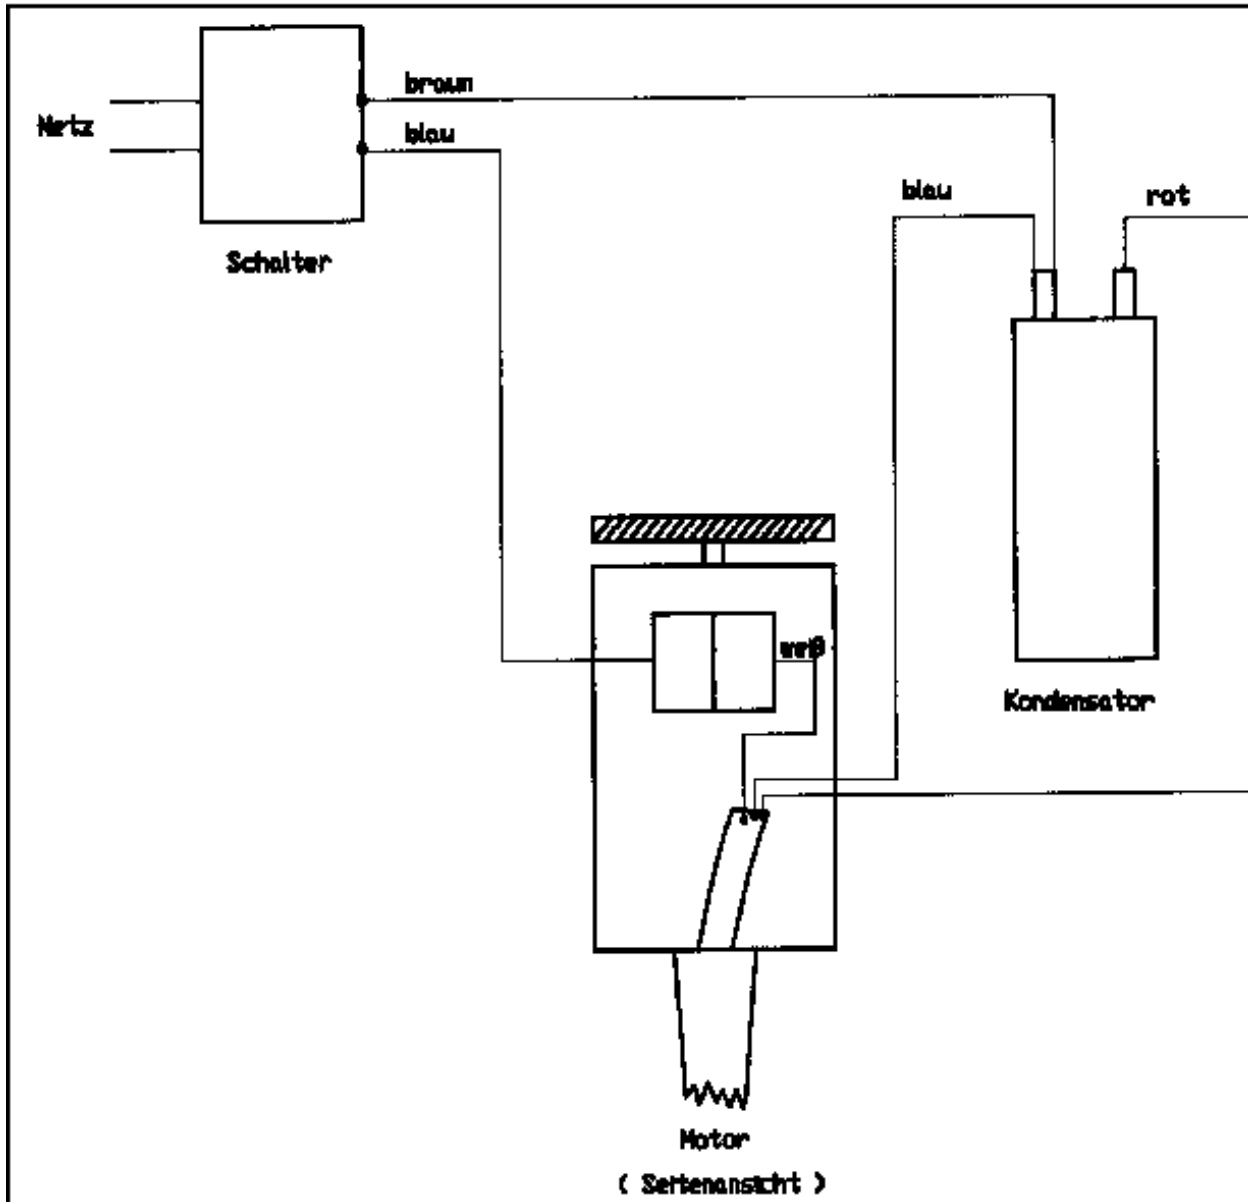 braun
Netz
blau
blau
rot
Schalter
weiß
Kondensator
Motor
( Seitenansicht )